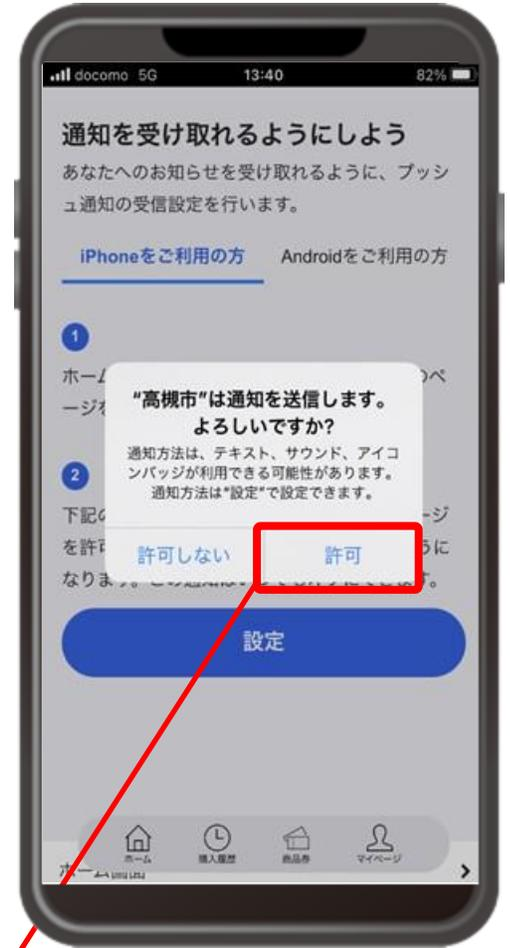 docomo 5G 13:40 82%
通知を受け取れるようにしよう
あなたへのお知らせを受け取れるように、プッシ
ュ通知の受信設定を行います。
iPhoneをご利用の方 Androidをご利用の方
1
ホーム
ージを
"高槻市"は通知を送信します。
よろしいですか?
通知方法は、テキスト、サウンド、アイコ
ンバッジが利用できる可能性があります。
通知方法は"設定"で設定できます。
2
下記の
ージ
を許可
うに
許可しない 許可
なりま
す。
設定
ホーム 購入履歴 商品券 マイページ
ホーム画面